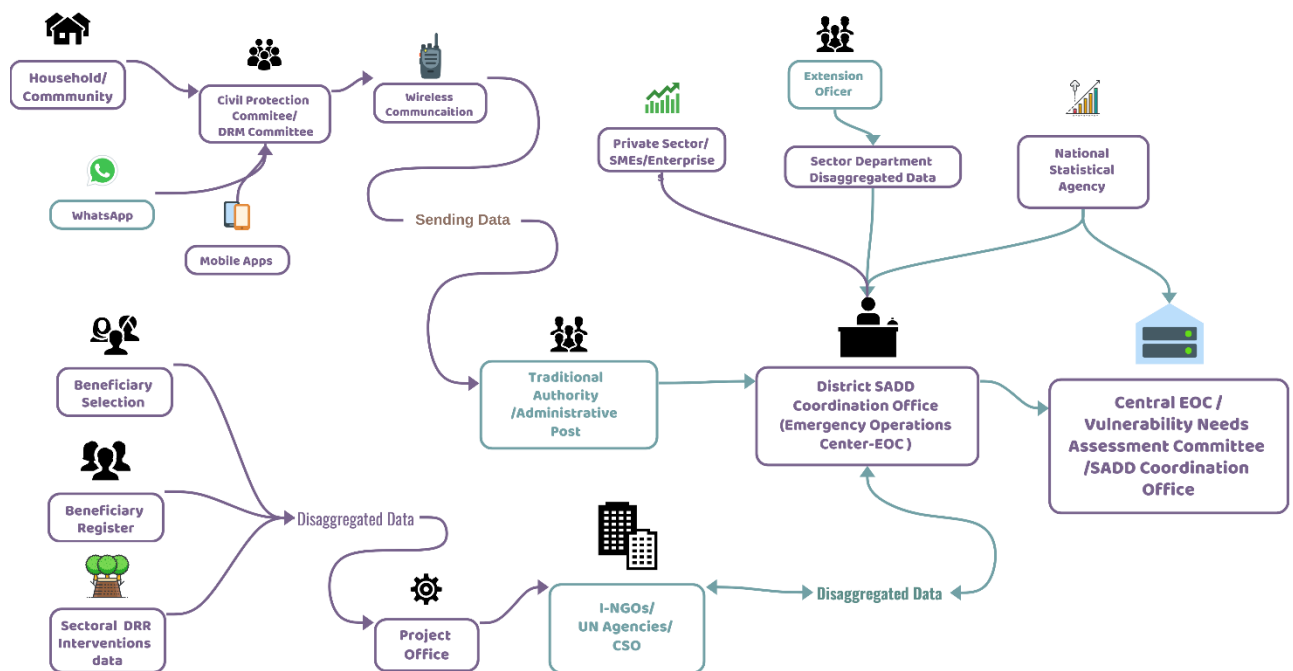 Household/
Commmunity
Civil Protection
Commitee/
DRM Committee
Wireless
Communcaition
WhatsApp
Mobile Apps
Sending Data
Private Sector/
SMEs/Enterprise
s
Extension
Oficer
Sector Department
Disaggregated Data
National
Statistical
Agency
Traditional
Authority
/Administrative
Post
District SADD
Coordination Office
(Emergency Operations
Center-EOC )
Central EOC /
Vulnerability Needs
Assessment Committee
/SADD Coordination
Office
Beneficiary
Selection
Beneficiary
Register
Sectoral DRR
Interventions
data
Disaggregated Data
Project
Office
I-NGOs/
UN Agencies/
CSO
Disaggregated Data